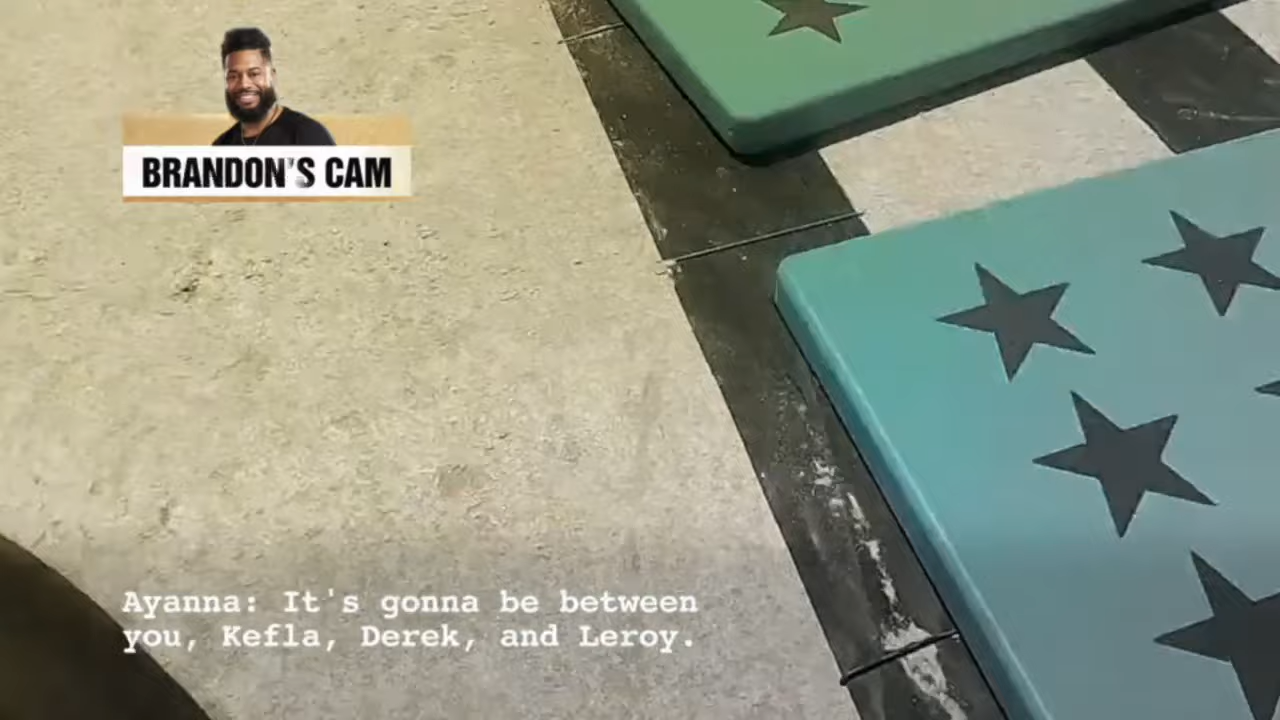 BRANDON'S CAM
Ayanna: It's gonna be between
you, Kefla, Derek, and Leroy.